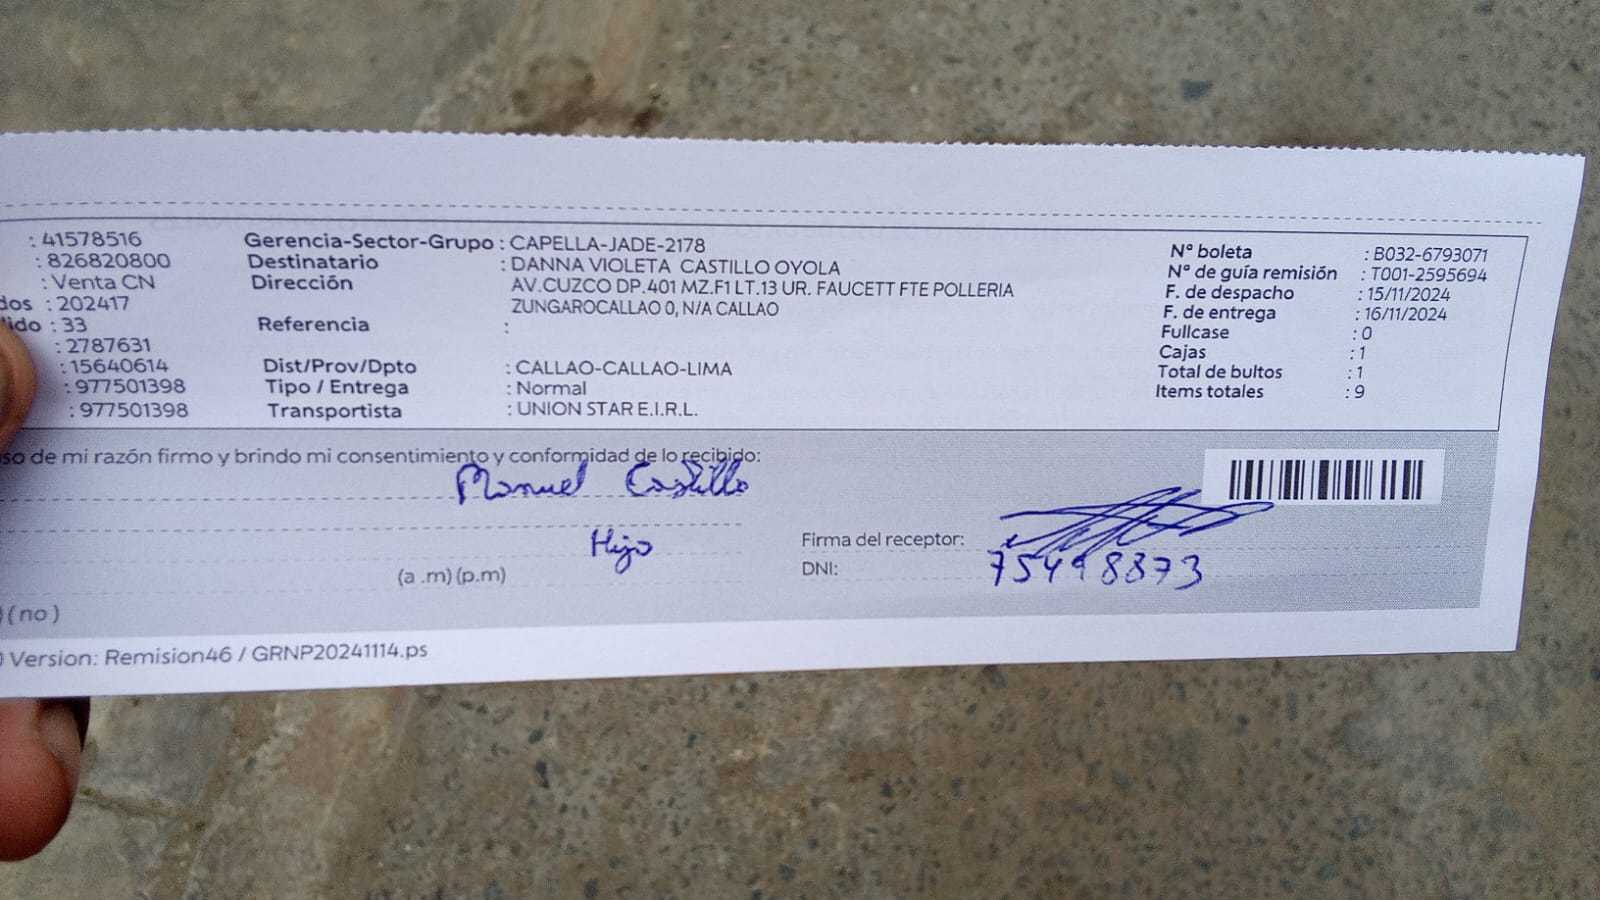 : 41578516 Gerencia-Sector-Grupo : CAPELLA-JADE-2178 N° boleta : B032-6793071
: 826820800 Destinatario : DANNA VIOLETA CASTILLO OYOLA N° de guía remisión : T001-2595694
: Venta CN Dirección AV.CUZCO DP.401 MZ.F1 LT.13 UR. FAUCETT FTE POLLERIA F. de despacho : 15/11/2024
dos : 202417 ZUNGAROCALLAO 0, N/A CALLAO F. de entrega : 16/11/2024
ido : 33 Referencia : Fullcase : 0
: 2787631 Cajas : 1
: 15640614 Dist/Prov/Dpto : CALLAO-CALLAO-LIMA Total de bultos : 1
: 977501398 Tipo / Entrega : Normal Items totales : 9
: 977501398 Transportista : UNION STAR E.I.R.L.
so de mi razón firmo y brindo mi consentimiento y conformidad de lo recibido:
Manuel Castillo
Hijo Firma del receptor:
(a .m) (p.m) DNI:
) ( no )
) Version: Remision46 / GRNP20241114.ps